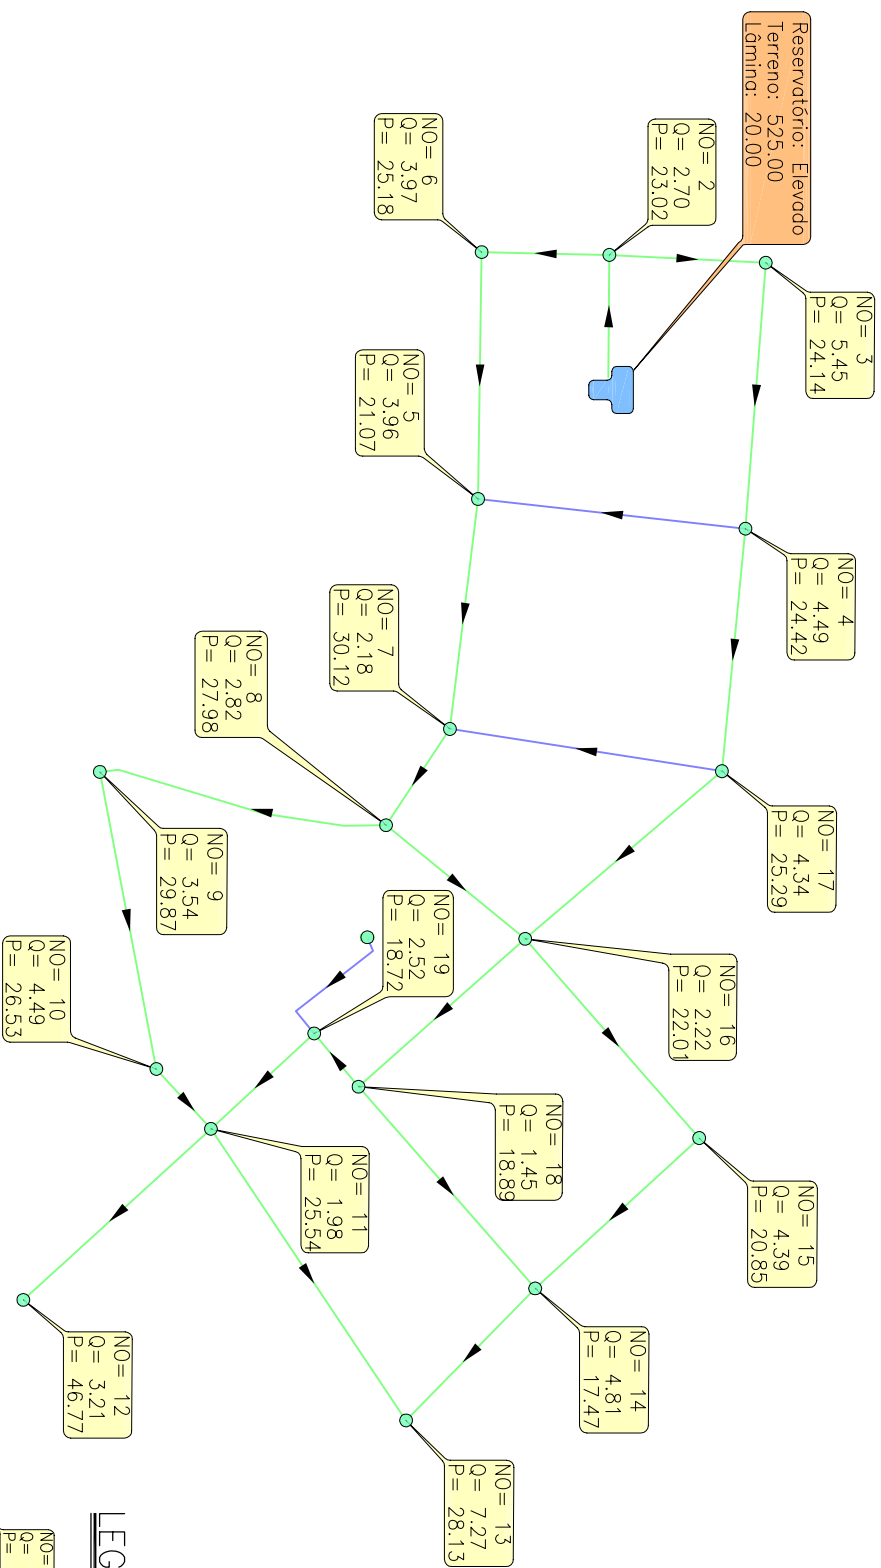 Reservatório: Elevado
Terreno: 525.00
Lâmina: 20.00
NO= 3
Q= 5.45
P= 24.14
NO= 2
Q= 2.70
P= 23.02
NO= 6
Q= 3.97
P= 25.18
NO= 5
Q= 3.96
P= 21.07
NO= 4
Q= 4.49
P= 24.42
NO= 7
Q= 2.18
P= 30.12
NO= 8
Q= 2.82
P= 27.98
NO= 17
Q= 4.34
P= 25.29
NO= 9
Q= 3.54
P= 29.87
NO= 19
Q= 2.52
P= 18.72
NO= 16
Q= 2.22
P= 22.01
NO= 10
Q= 4.49
P= 26.53
NO= 18
Q= 1.45
P= 18.89
NO= 11
Q= 1.98
P= 25.54
NO= 15
Q= 4.39
P= 20.85
NO= 14
Q= 4.81
P= 17.47
NO= 12
Q= 3.21
P= 46.77
NO= 13
Q= 7.27
P= 28.13
LEG
NO=
Q=
P=